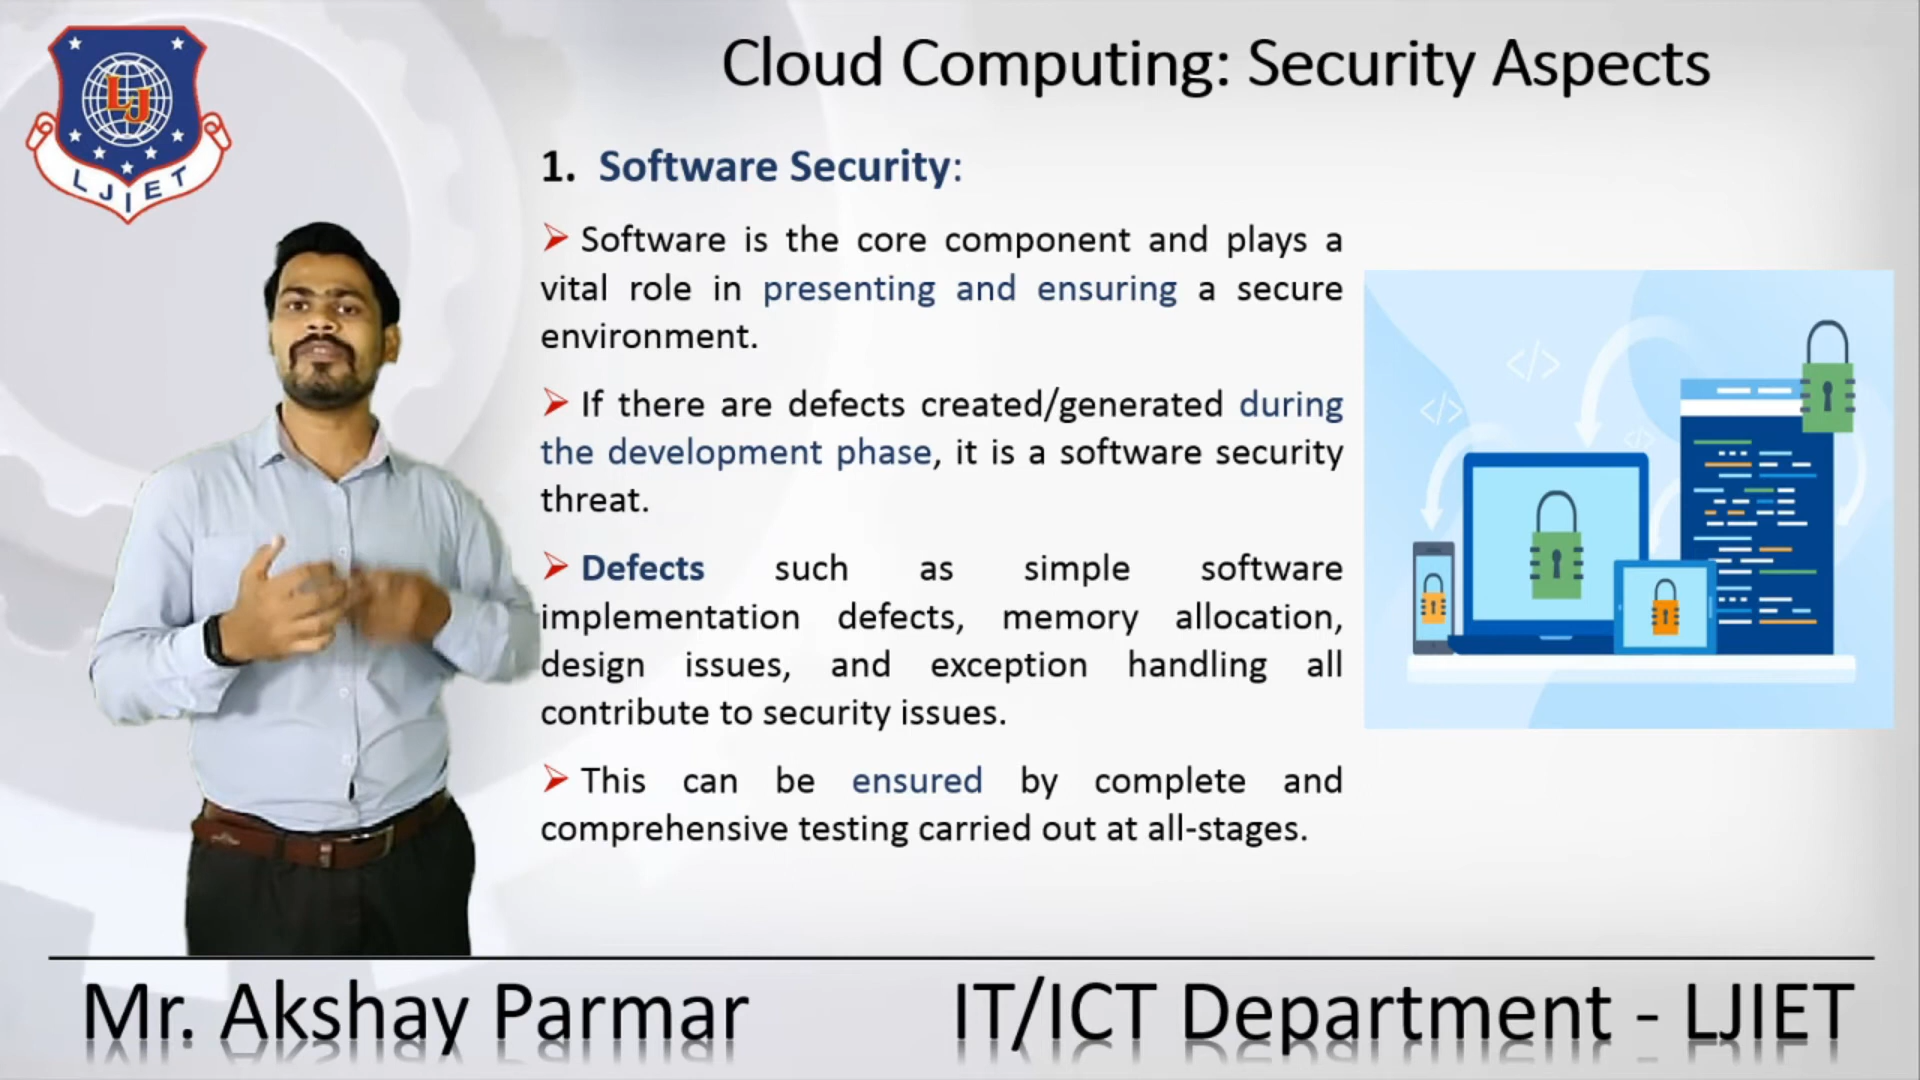 LJ
LJIET
Cloud Computing: Security Aspects
1. Software Security:
➢ Software is the core component and plays a
vital role in presenting and ensuring a secure
environment.
➢ If there are defects created/generated during
the development phase, it is a software security
threat.
➢ Defects such as simple software
implementation defects, memory allocation,
design issues, and exception handling all
contribute to security issues.
➢ This can be ensured by complete and
comprehensive testing carried out at all-stages.
</>
</>
</>
Mr. Akshay Parmar
IT/ICT Department - LJIET